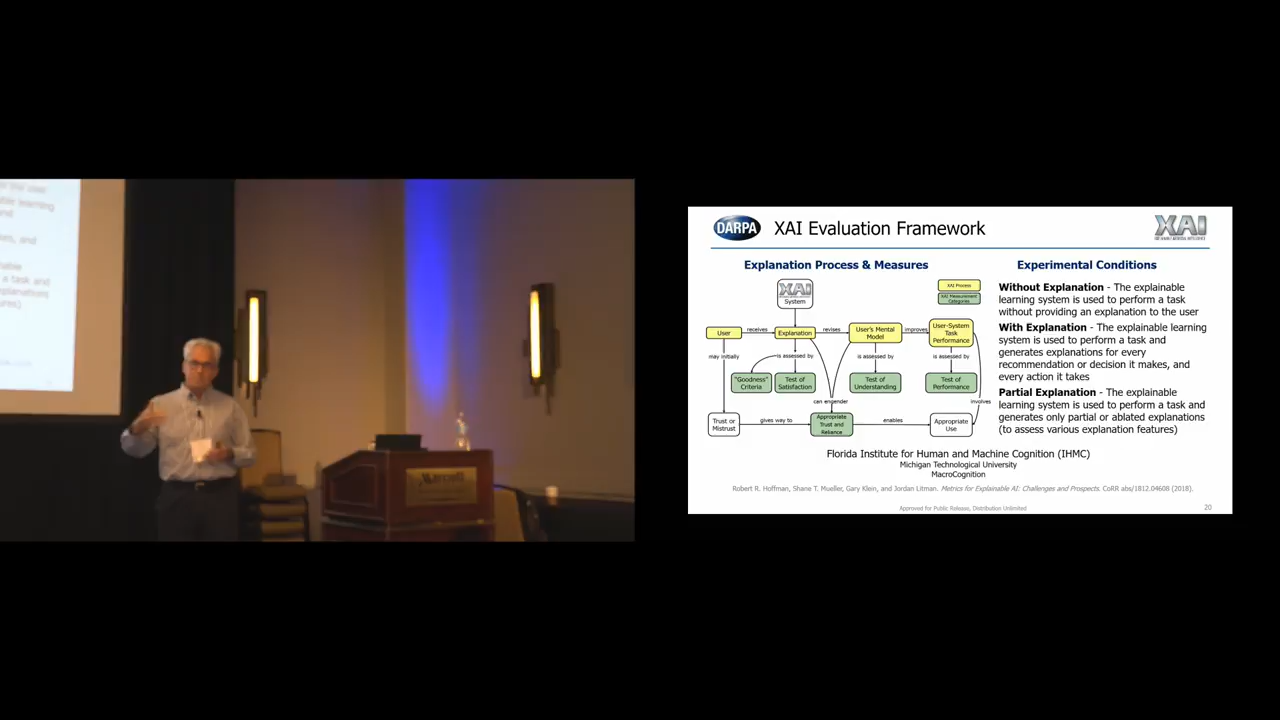 DARPA
XAI Evaluation Framework
XAI
Explanation Process & Measures
Experimental Conditions
XAI
System
XAI Process
XAI Measurement
Categories
User
receives
Explanation
revises
User's Mental
Model
improves
User-System
Task
Performance
may initially
is assessed by
is assessed by
is assessed by
"Goodness"
Criteria
Test of
Satisfaction
Test of
Understanding
Test of
Performance
can engender
involves
Trust or
Mistrust
gives way to
Appropriate
Trust and
Reliance
enables
Appropriate
Use
Without Explanation - The explainable
learning system is used to perform a task
without providing an explanation to the user
With Explanation - The explainable learning
system is used to perform a task and
generates explanations for every
recommendation or decision it makes, and
every action it takes
Partial Explanation - The explainable
learning system is used to perform a task and
generates only partial or ablated explanations
(to assess various explanation features)
Florida Institute for Human and Machine Cognition (IHMC)
Michigan Technological University
MacroCognition
Robert R. Hoffman, Shane T. Mueller, Gary Klein, and Jordan Litman. Metrics for Explainable AI: Challenges and Prospects. CoRR abs/1812.04608 (2018).
Approved for Public Release, Distribution Unlimited
20
Marriott